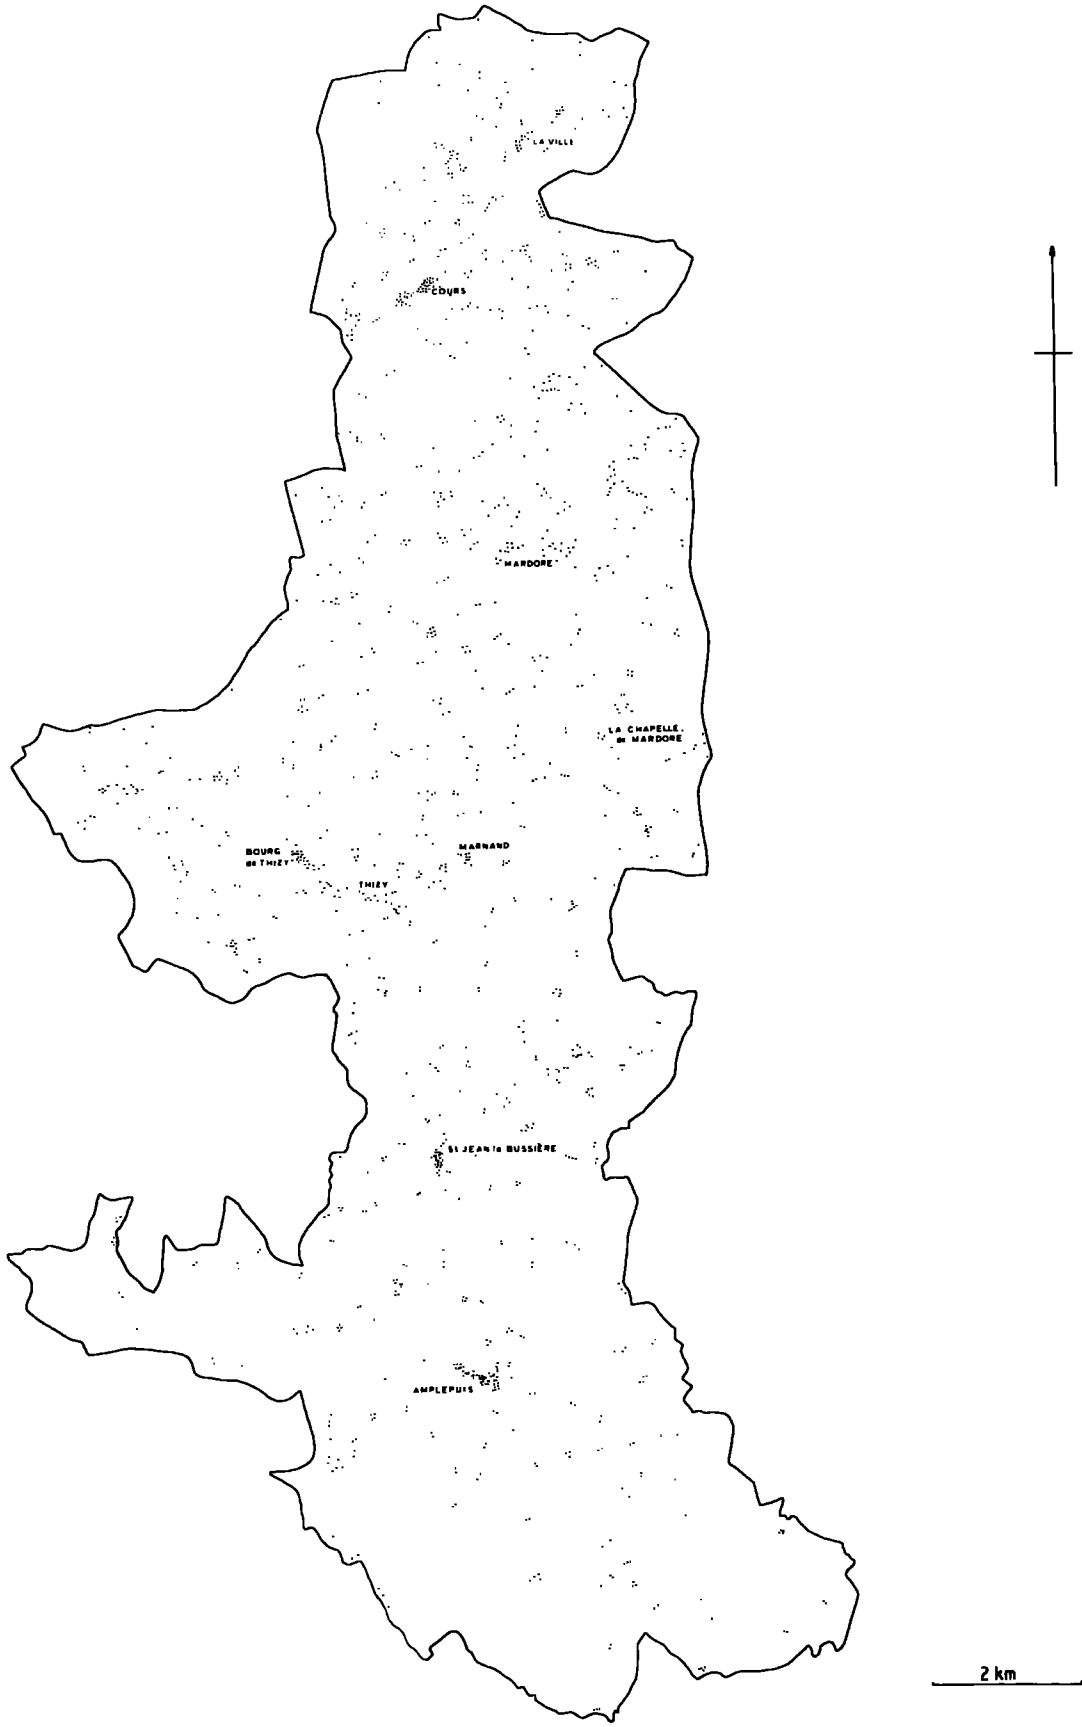 LA VILLE
COURS
MARDORE
LA CHAPELLE
de MARDORE
BOURG
de THIZY
MARNAND
THIZY
St JEAN la BUSSIÈRE
AMPLEPUIS
2 km